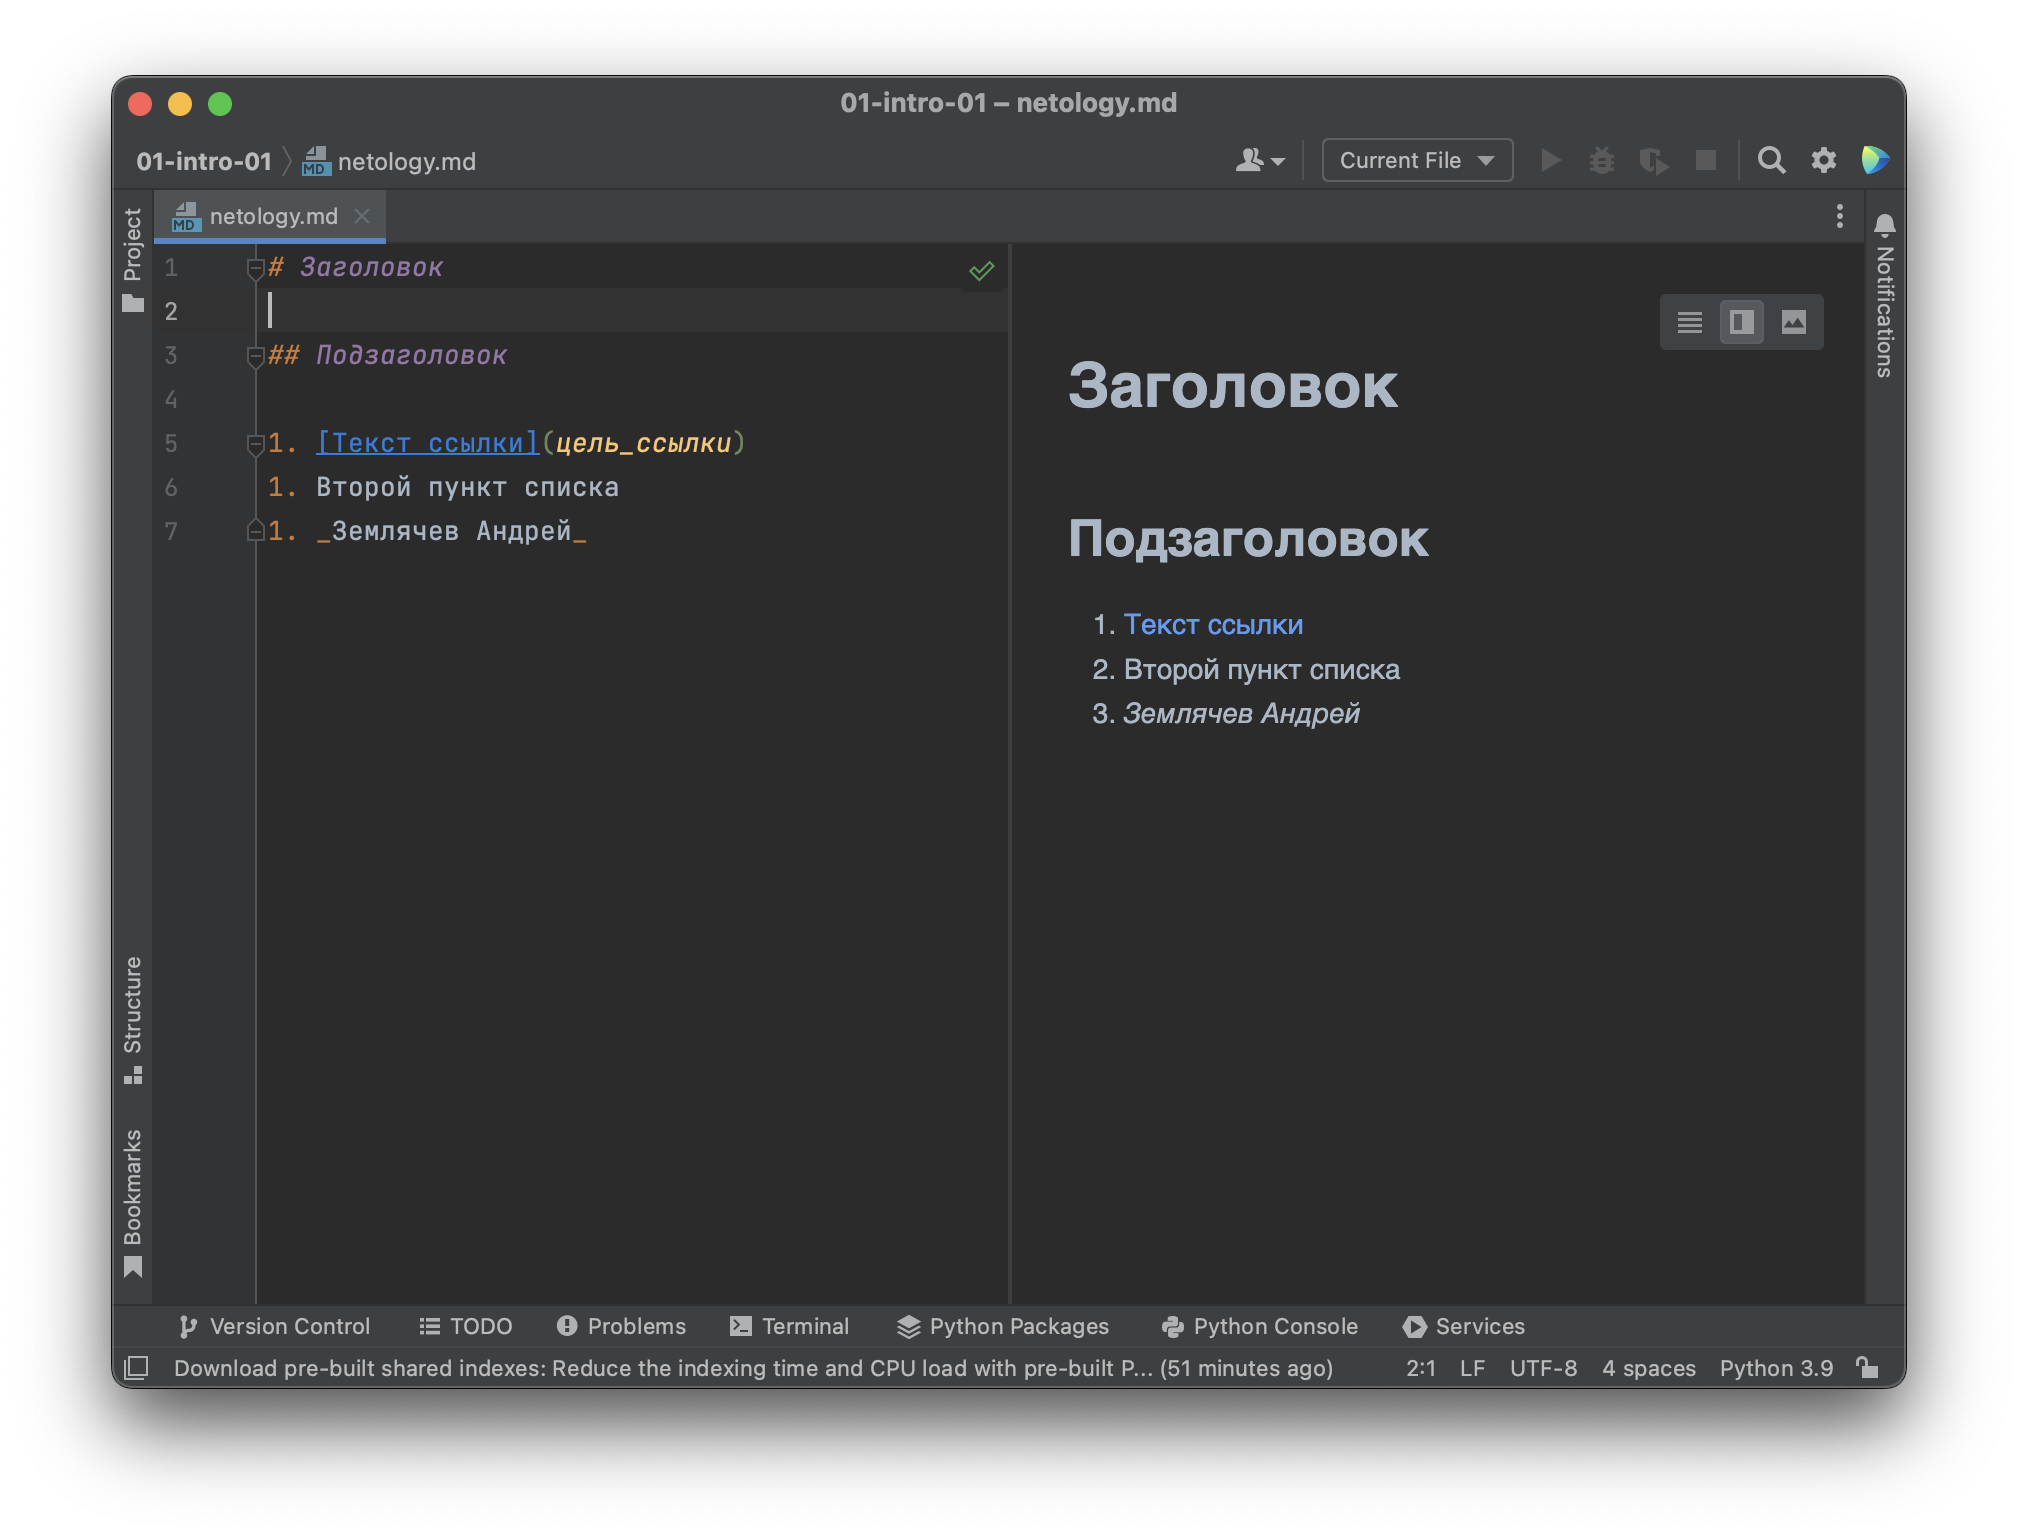 01-intro-01 – netology.md
01-intro-01 netology.md
Current File
Project
netology.md
Notifications
1 # Заголовок
2
3 ## Подзаголовок
4
5 1. [Текст ссылки](цель_ссылки)
6 1. Второй пункт списка
7 1. _Землячев Андрей_
Заголовок
Подзаголовок
1. Текст ссылки
2. Второй пункт списка
3. Землячев Андрей
Structure
Bookmarks
Version Control TODO Problems Terminal Python Packages Python Console Services
Download pre-built shared indexes: Reduce the indexing time and CPU load with pre-built P... (51 minutes ago) 2:1 LF UTF-8 4 spaces Python 3.9